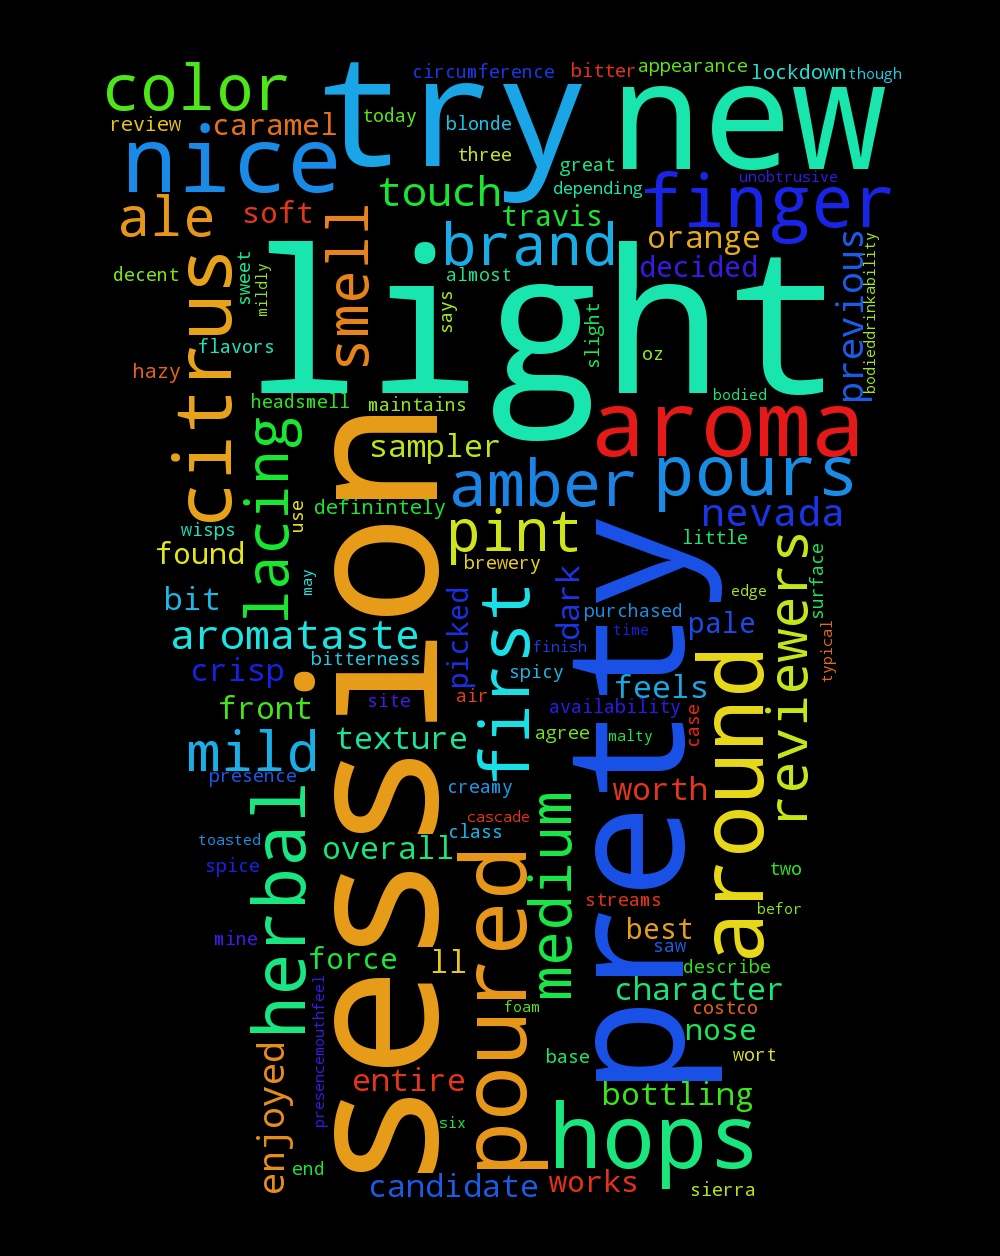 color
try
new
circumference
bitter
appearance
lockdown
though
review
caramel
today
blonde
nice
three
great
unobtrusive
touch
depending
finger
ale
soft
travis
smell
brand
orange
decided
previous
bodieddrinkability
decent
citrus
sweet
mildly
almost
says
light
slight
oz
flavors
hazy
headsmell
maintains
bodied
aroma
lacing
session
sampler
amber
pours
use
definintely
nevada
wisps
pint
little
found
brewery
pretty
reviewers
surface
may
bit
picked
first
dark
purchased
edge
pale
time
aromataste
typical
crisp
bitterness
finish
around
spicy
feels
site
air
front
availability
case
mild
texture
agree
malty
presence
creamy
worth
herbal
cascade
medium
toasted
class
overall
spice
poured
two
streams
befor
mine
best
saw
force
ll
describe
character
presencemouthfeel
foam
costco
nose
enjoyed
base
wort
entire
bottling
hops
six
end
candidate
works
sierra